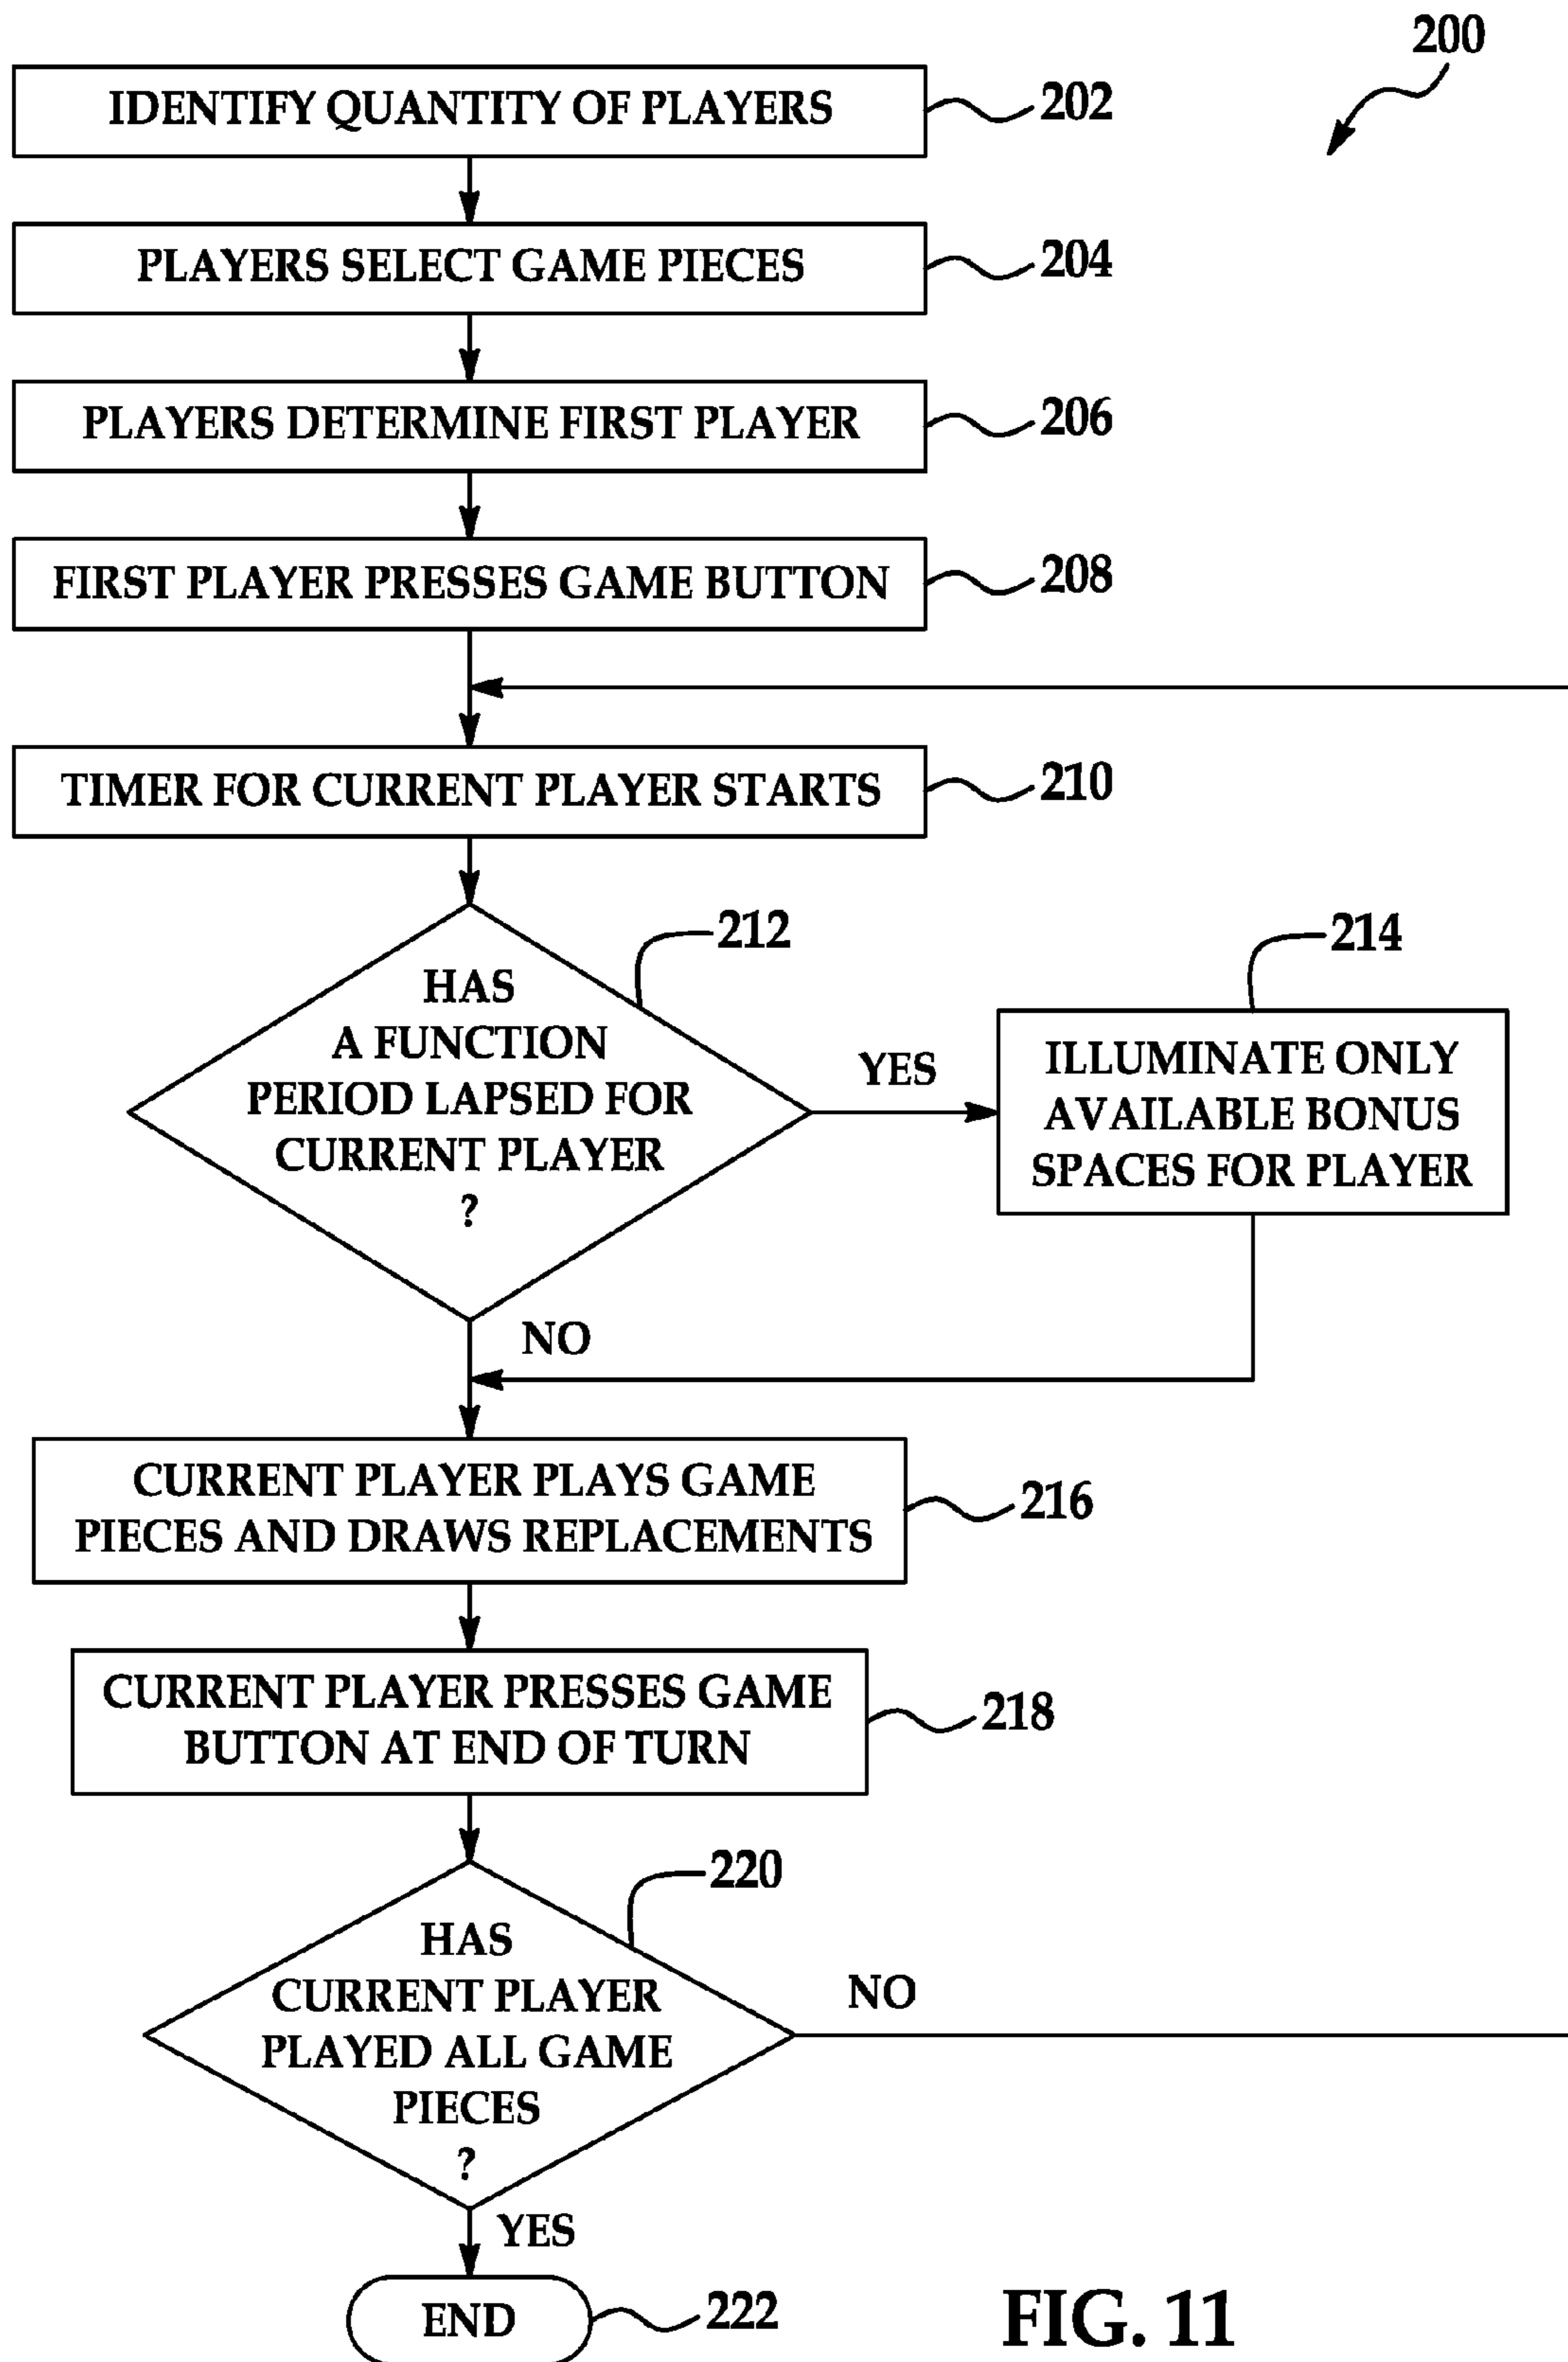 200
IDENTIFY QUANTITY OF PLAYERS
202
PLAYERS SELECT GAME PIECES
204
PLAYERS DETERMINE FIRST PLAYER
206
FIRST PLAYER PRESSES GAME BUTTON
208
TIMER FOR CURRENT PLAYER STARTS
210
212
HAS
A FUNCTION
PERIOD LAPSED FOR
CURRENT PLAYER
?
YES
214
ILLUMINATE ONLY
AVAILABLE BONUS
SPACES FOR PLAYER
NO
CURRENT PLAYER PLAYS GAME
PIECES AND DRAWS REPLACEMENTS
216
CURRENT PLAYER PRESSES GAME
BUTTON AT END OF TURN
218
220
HAS
CURRENT PLAYER
PLAYED ALL GAME
PIECES
?
NO
YES
END
222
FIG. 11